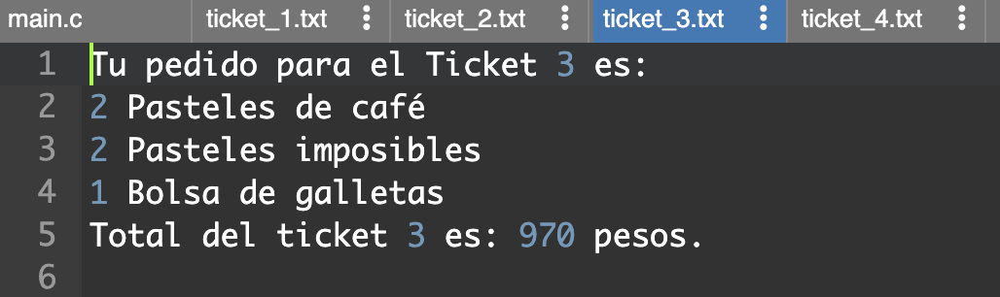 main.c ticket_1.txt ticket_2.txt ticket_3.txt ticket_4.txt
1 Tu pedido para el Ticket 3 es:
2 2 Pasteles de café
3 2 Pasteles imposibles
4 1 Bolsa de galletas
5 Total del ticket 3 es: 970 pesos.
6